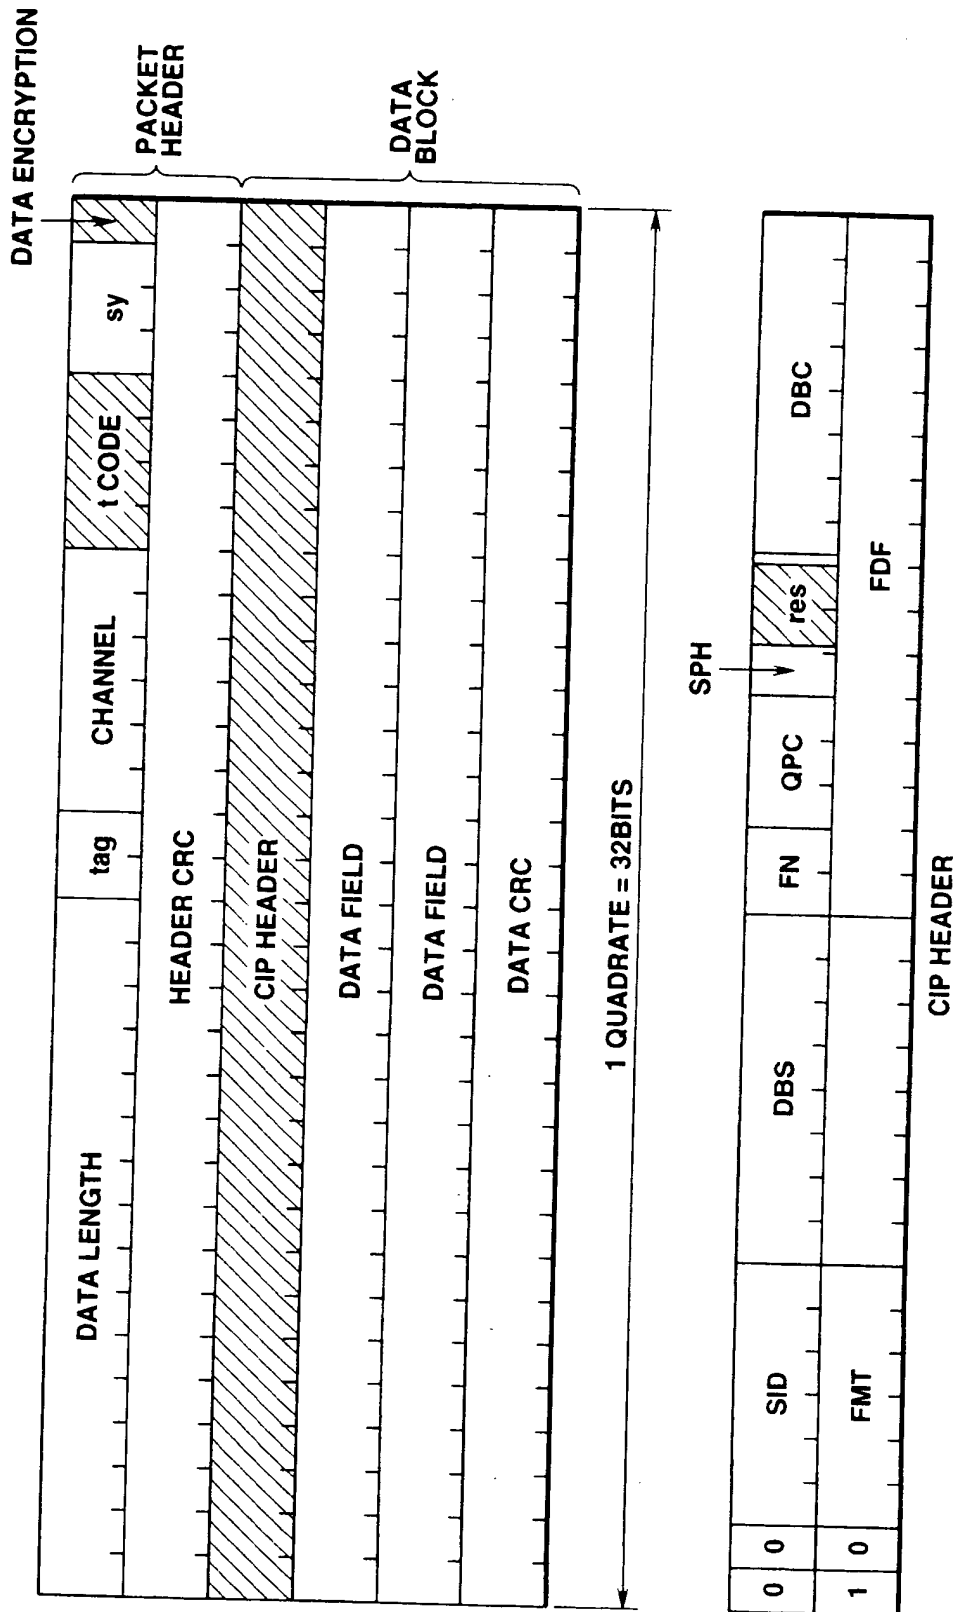 DATA ENCRYPTION
DATA LENGTH
tag
CHANNEL
t CODE
sy
PACKET
HEADER
HEADER CRC
CIP HEADER
DATA FIELD
DATA FIELD
DATA CRC
DATA
BLOCK
1 QUADRATE = 32BITS
SPH
0 0
SID
DBS
FN
QPC
res
DBC
1 0
FMT
FDF
CIP HEADER